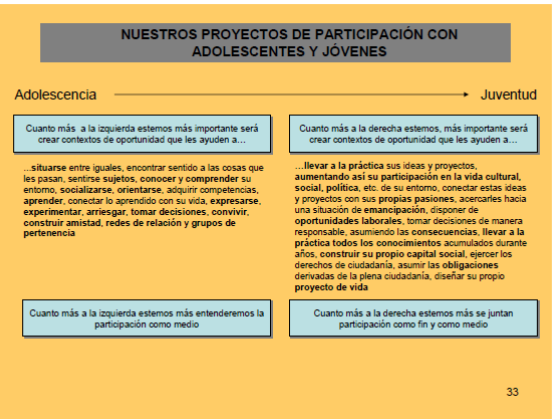 NUESTROS PROYECTOS DE PARTICIPACIÓN CON
ADOLESCENTES Y JÓVENES
Adolescencia
Juventud
Cuanto más a la izquierda estemos más importante será
crear contextos de oportunidad que les ayuden a…
…situarse entre iguales, encontrar sentido a las cosas que
les pasan, sentirse sujetos, conocer y comprender su
entorno, socializarse, orientarse, adquirir competencias,
aprender, conectar lo aprendido con su vida, expresarse,
experimentar, arriesgar, tomar decisiones, convivir,
construir amistad, redes de relación y grupos de
pertenencia
Cuanto más a la izquierda estemos más entenderemos la
participación como medio
Cuanto más a la derecha estemos, más importante será
crear contextos de oportunidad que les ayuden a…
…llevar a la práctica sus ideas y proyectos,
aumentando así su participación en la vida cultural,
social, política, etc. de su entorno, conectar estas ideas
y proyectos con sus propias pasiones, acercarles hacia
una situación de emancipación, disponer de
oportunidades laborales, tomar decisiones de manera
responsable, asumiendo las consecuencias, llevar a la
práctica todos los conocimientos acumulados durante
años, construir su propio capital social, ejercer los
derechos de ciudadanía, asumir las obligaciones
derivadas de la plena ciudadanía, diseñar su propio
proyecto de vida
Cuanto más a la derecha estemos más se juntan
participación como fin y como medio
33